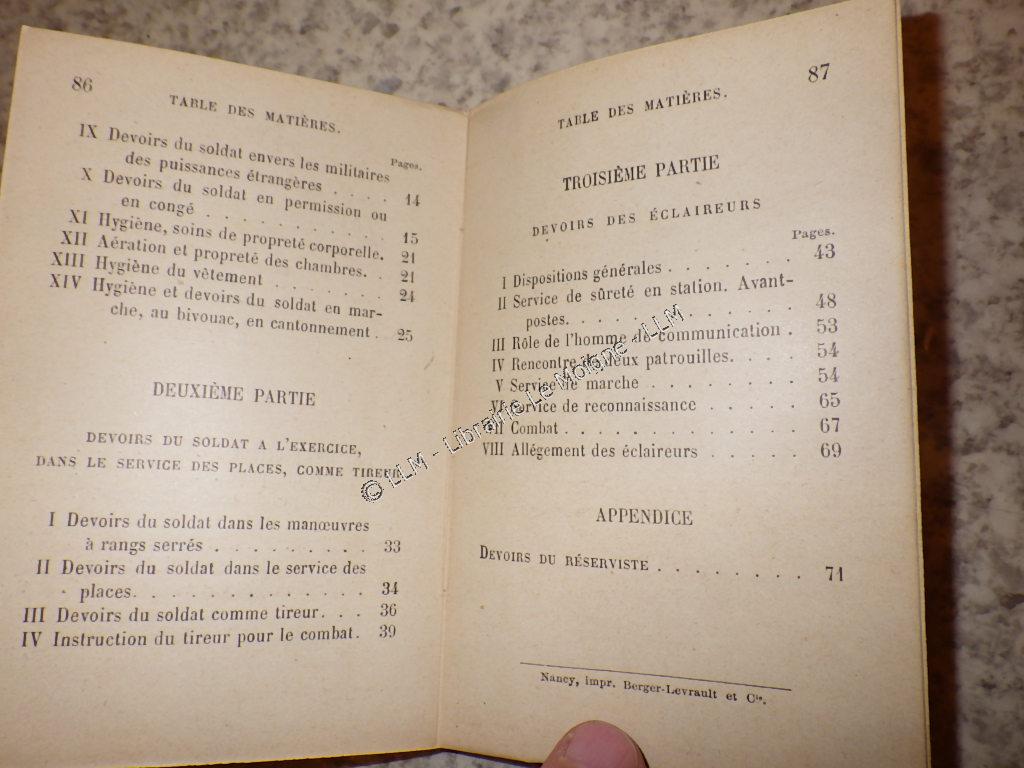 86
TABLE DES MATIÈRES.
Pages.
IX Devoirs du soldat envers les militaires
des puissances étrangères . . . . 14
X Devoirs du soldat en permission ou
en congé . . . . . . . . . 15
XI Hygiène, soins de propreté corporelle. 21
XII Aération et propreté des chambres. . 21
XIII Hygiène du vêtement . . . . . . . 24
XIV Hygiène et devoirs du soldat en mar-
che, au bivouac, en cantonnement . 25
DEUXIÈME PARTIE
DEVOIRS DU SOLDAT A L'EXERCICE,
DANS LE SERVICE DES PLACES, COMME TIREUR
I Devoirs du soldat dans les manœuvres
à rangs serrés . . . . . . . . . 33
II Devoirs du soldat dans le service des
places. . . . . . . . . . . . . 34
III Devoirs du soldat comme tireur. . . 36
IV Instruction du tireur pour le combat. 39
87
TABLE DES MATIÈRES.
TROISIÈME PARTIE
DEVOIRS DES ÉCLAIREURS
Pages.
I Dispositions générales . . . . . . . 43
II Service de sûreté en station. Avant-
postes. . . . . . . . . . . . . 48
III Rôle de l'homme de communication . 53
IV Rencontre de deux patrouilles. . . . 54
V Service de marche . . . . . . . . 54
VI Service de reconnaissance . . . . . 65
VII Combat . . . . . . . . . . . . . 67
VIII Allégement des éclaireurs . . . . . 69
APPENDICE
DEVOIRS DU RÉSERVISTE . . . . . . . . 71
Nancy, impr. Berger-Levrault et Cie.
© LLM - Librairie Le Moigne - LLM